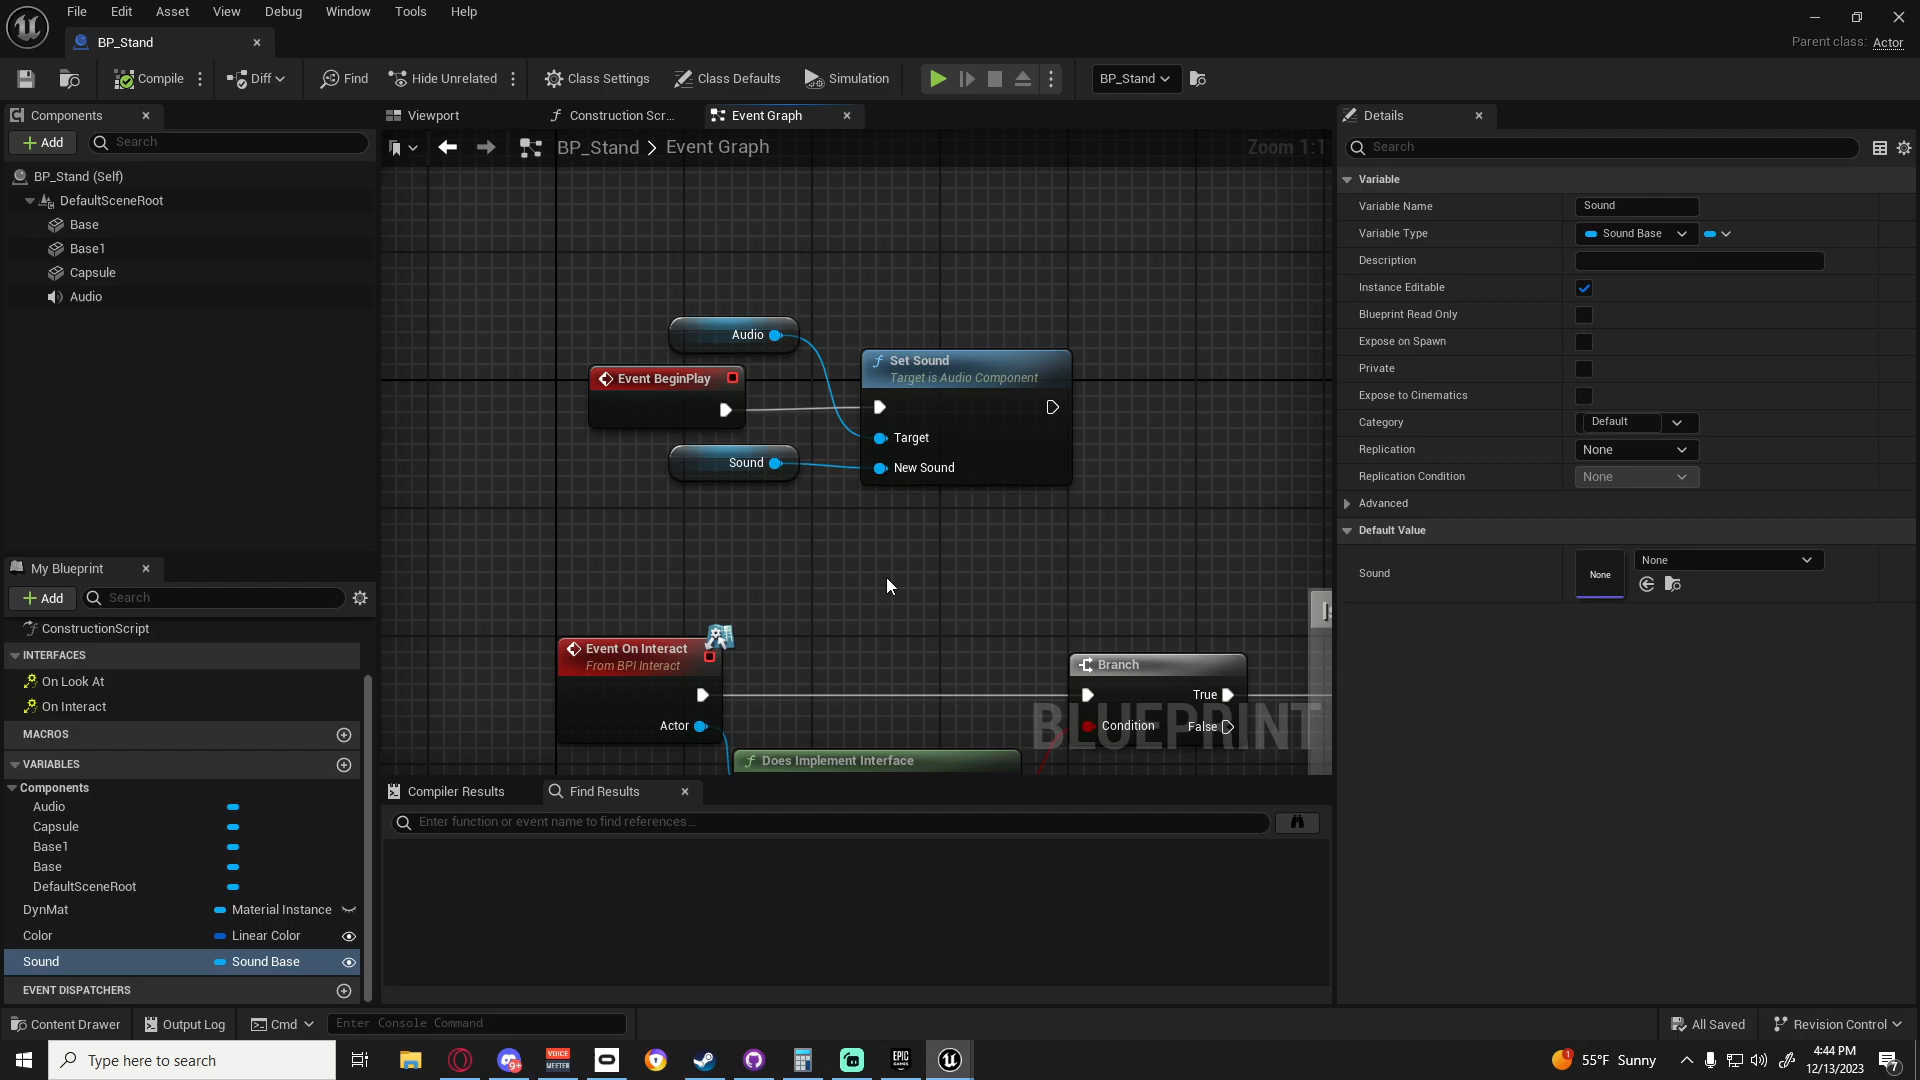 File Edit Asset View Debug Window Tools Help
BP_Stand
Parent class: Actor
Compile Diff Find Hide Unrelated Class Settings Class Defaults Simulation BP_Stand
Components
Add Search
BP_Stand (Self)
DefaultSceneRoot
Base
Base1
Capsule
Audio
My Blueprint
Add Search
ConstructionScript
INTERFACES
On Look At
On Interact
MACROS
VARIABLES
Components
Audio
Capsule
Base1
Base
DefaultSceneRoot
DynMat Material Instance
Color Linear Color
Sound Sound Base
EVENT DISPATCHERS
Viewport Construction Scr... Event Graph
BP_Stand > Event Graph Zoom 1:1
Audio
Event BeginPlay
Sound
Set Sound
Target is Audio Component
Target
New Sound
Event On Interact
From BPI Interact
Actor
Branch
True
Condition False
BLUEPRINT
Does Implement Interface
Compiler Results Find Results
Enter function or event name to find references...
Details
Search
Variable
Variable Name Sound
Variable Type Sound Base
Description
Instance Editable
Blueprint Read Only
Expose on Spawn
Private
Expose to Cinematics
Category Default
Replication None
Replication Condition None
Advanced
Default Value
Sound None None
Content Drawer Output Log Cmd Enter Console Command All Saved Revision Control
Type here to search
9+
VOICE
MEETER
EPIC
GAMES
1
55°F Sunny
4:44 PM
12/13/2023
7